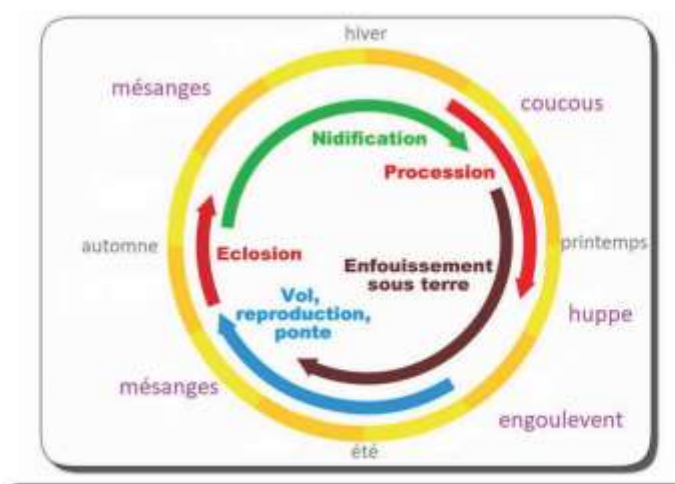 hiver
mésanges
coucous
Nidification
Procession
automne
printemps
Eclosion
Enfouissement
sous terre
Vol,
reproduction,
ponte
huppe
mésanges
engoulevent
été